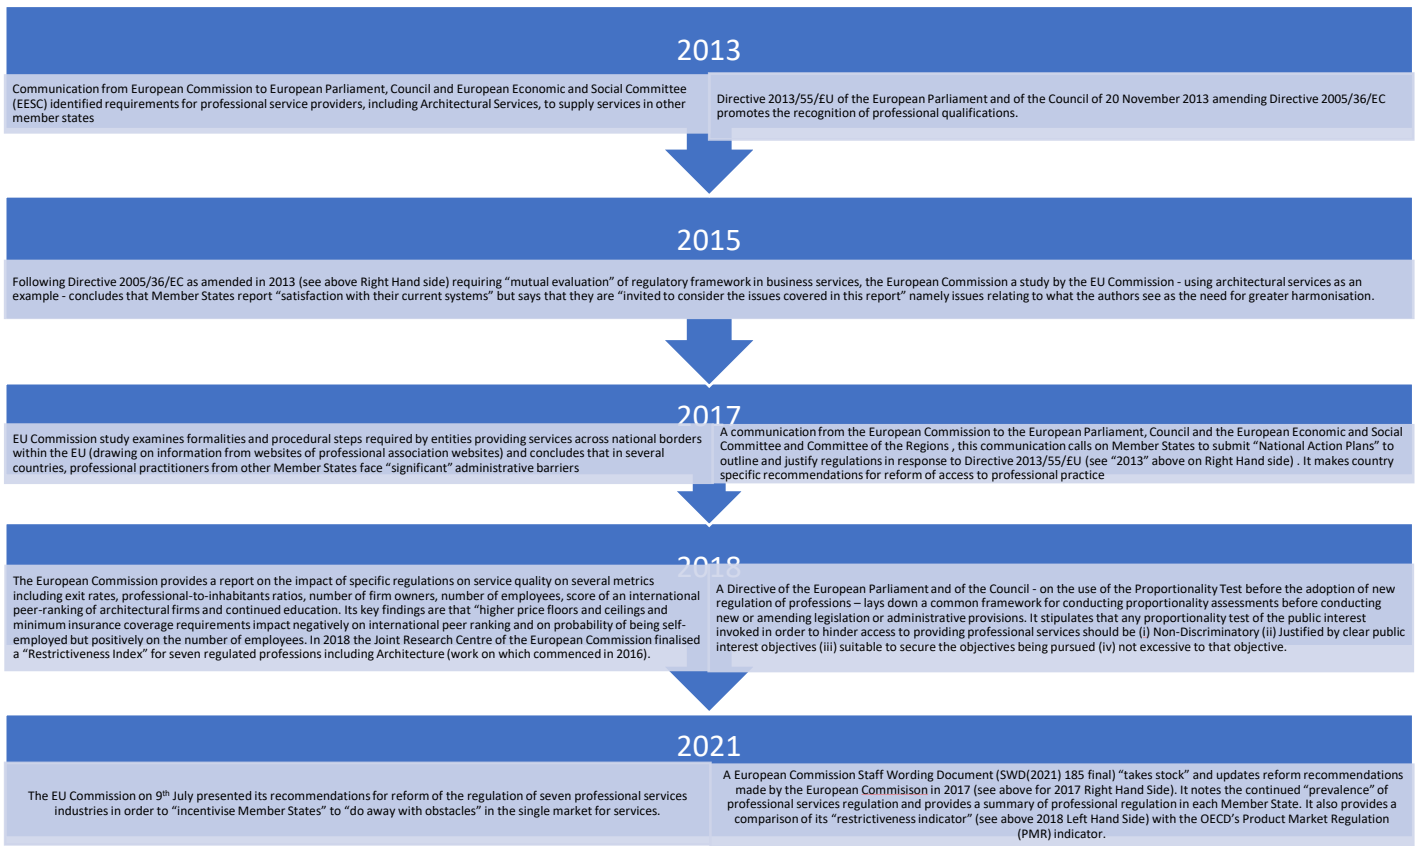 2013
Communication from European Commission to European Parliament, Council and European Economic and Social Committee
(EESC) identified requirements for professional service providers, including Architectural Services, to supply services in other
member states
Directive 2013/55/£U of the European Parliament and of the Council of 20 November 2013 amending Directive 2005/36/EC
promotes the recognition of professional qualifications.
2015
Following Directive 2005/36/EC as amended in 2013 (see above Right Hand side) requiring “mutual evaluation” of regulatory framework in business services, the European Commission a study by the EU Commission - using architectural services as an
example - concludes that Member States report “satisfaction with their current systems” but says that they are “invited to consider the issues covered in this report” namely issues relating to what the authors see as the need for greater harmonisation.
2017
EU Commission study examines formalities and procedural steps required by entities providing services across national borders
within the EU (drawing on information from websites of professional association websites) and concludes that in several
countries, professional practitioners from other Member States face “significant” administrative barriers
A communication from the European Commission to the European Parliament, Council and the European Economic and Social
Committee and Committee of the Regions , this communication calls on Member States to submit “National Action Plans” to
outline and justify regulations in response to Directive 2013/55/£U (see “2013” above on Right Hand side) . It makes country
specific recommendations for reform of access to professional practice
2018
The European Commission provides a report on the impact of specific regulations on service quality on several metrics
including exit rates, professional-to-inhabitants ratios, number of firm owners, number of employees, score of an international
peer-ranking of architectural firms and continued education. Its key findings are that “higher price floors and ceilings and
minimum insurance coverage requirements impact negatively on international peer ranking and on probability of being self-
employed but positively on the number of employees. In 2018 the Joint Research Centre of the European Commission finalised
a “Restrictiveness Index” for seven regulated professions including Architecture (work on which commenced in 2016).
A Directive of the European Parliament and of the Council - on the use of the Proportionality Test before the adoption of new
regulation of professions – lays down a common framework for conducting proportionality assessments before conducting
new or amending legislation or administrative provisions. It stipulates that any proportionality test of the public interest
invoked in order to hinder access to providing professional services should be (i) Non-Discriminatory (ii) Justified by clear public
interest objectives (iii) suitable to secure the objectives being pursued (iv) not excessive to that objective.
2021
The EU Commission on 9th July presented its recommendations for reform of the regulation of seven professional services
industries in order to “incentivise Member States” to “do away with obstacles” in the single market for services.
A European Commission Staff Wording Document (SWD(2021) 185 final) “takes stock” and updates reform recommendations
made by the European Commisison in 2017 (see above for 2017 Right Hand Side). It notes the continued “prevalence” of
professional services regulation and provides a summary of professional regulation in each Member State. It also provides a
comparison of its “restrictiveness indicator” (see above 2018 Left Hand Side) with the OECD’s Product Market Regulation
(PMR) indicator.